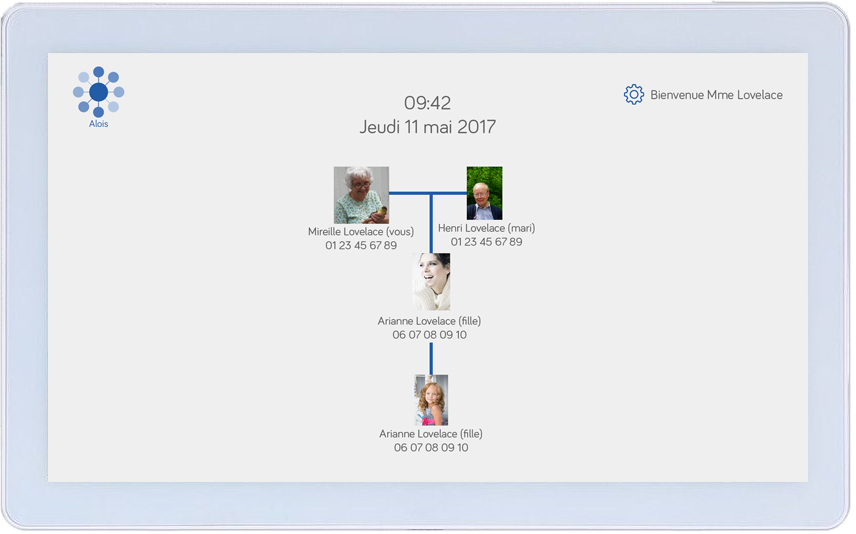 Alois
09:42
Jeudi 11 mai 2017
Bienvenue Mme Lovelace
Mireille Lovelace (vous)
01 23 45 67 89
Henri Lovelace (mari)
01 23 45 67 89
Arianne Lovelace (fille)
06 07 08 09 10
Arianne Lovelace (fille)
06 07 08 09 10